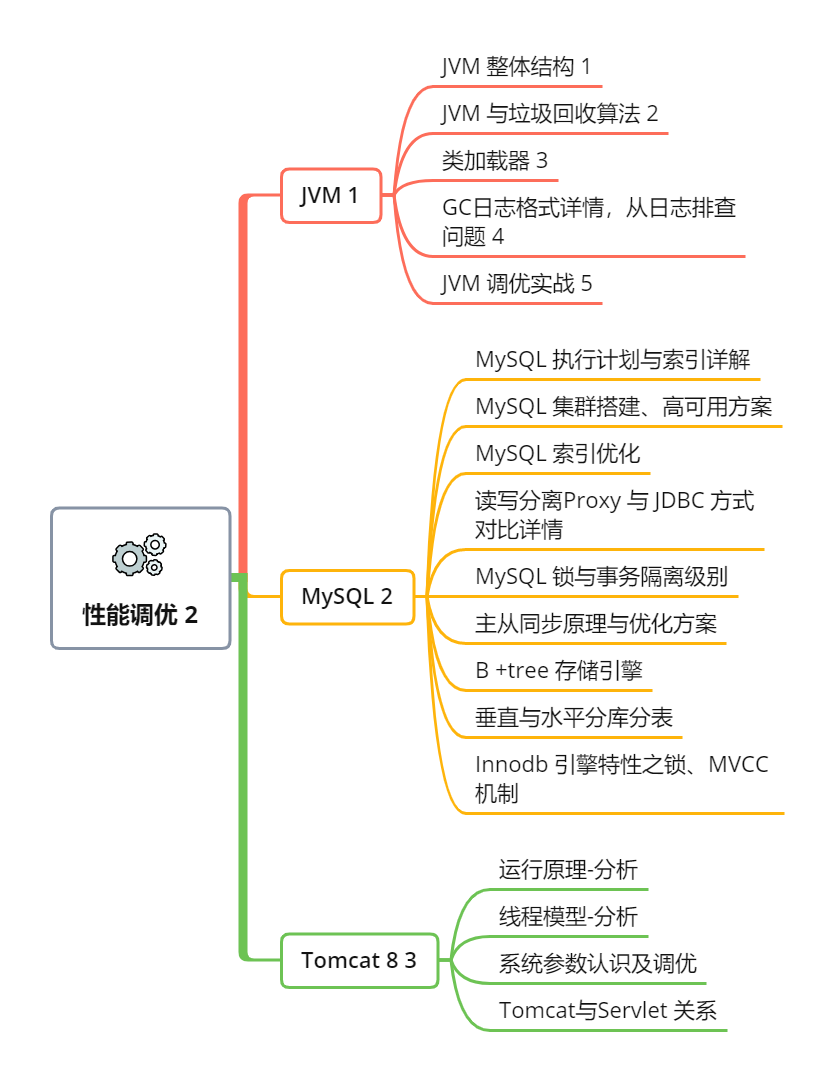 性能调优 2
JVM 1
JVM 整体结构 1
JVM 与垃圾回收算法 2
类加载器 3
GC日志格式详情，从日志排查
问题 4
JVM 调优实战 5
MySQL 2
MySQL 执行计划与索引详解
MySQL 集群搭建、高可用方案
MySQL 索引优化
读写分离Proxy 与 JDBC 方式
对比详情
MySQL 锁与事务隔离级别
主从同步原理与优化方案
B +tree 存储引擎
垂直与水平分库分表
Innodb 引擎特性之锁、MVCC
机制
Tomcat 8 3
运行原理-分析
线程模型-分析
系统参数认识及调优
Tomcat与Servlet 关系